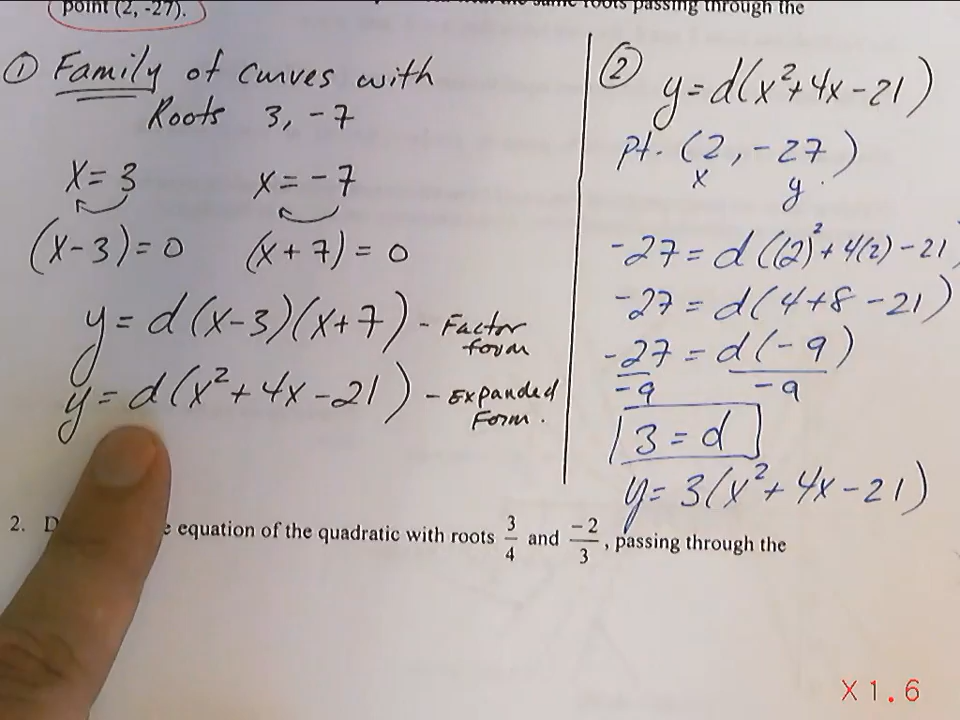 the same roots passing through the
point (2, -27).
① Family of curves with
Roots 3, -7
x = 3 x = -7
(x-3) = 0 (x+7) = 0
y = d(x-3)(x+7) - Factor form
y = d(x²+4x-21) - Expanded Form.
② y = d(x²+4x-21)
pt. (2, -27)
x y
-27 = d((2)²+4(2)-21)
-27 = d(4+8-21)
-27 = d(-9)
-9 -9
3 = d
y = 3(x²+4x-21)
2. D e equation of the quadratic with roots 3/4 and -2/3, passing through the
X1.6